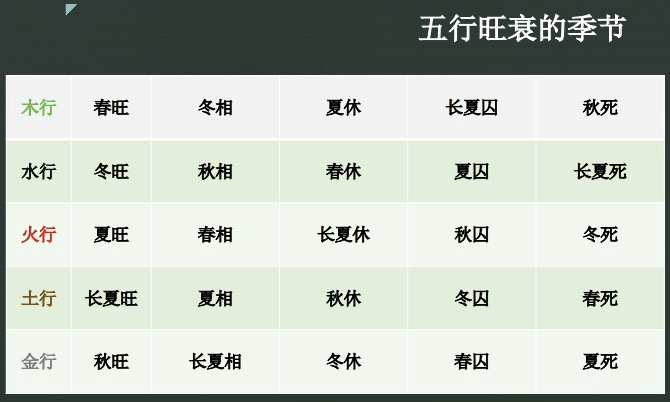 五行旺衰的季节
木行 春旺 冬相 夏休 长夏囚 秋死
水行 冬旺 秋相 春休 夏囚 长夏死
火行 夏旺 春相 长夏休 秋囚 冬死
土行 长夏旺 夏相 秋休 冬囚 春死
金行 秋旺 长夏相 冬休 春囚 夏死